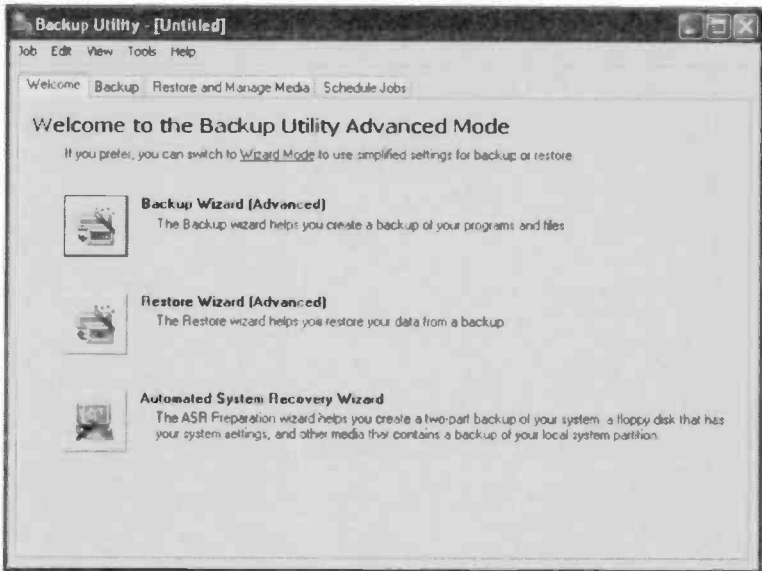 Backup Utility - [Untitled]
Job Edit View Tools Help
Welcome Backup Restore and Manage Media Schedule Jobs
Welcome to the Backup Utility Advanced Mode
If you prefer, you can switch to Wizard Mode to use simplified settings for backup or restore
Backup Wizard (Advanced)
The Backup wizard helps you create a backup of your programs and files
Restore Wizard (Advanced)
The Restore wizard helps you restore your data from a backup
Automated System Recovery Wizard
The ASR Preparation wizard helps you create a two-part backup of your system: a floppy disk that has
your system settings, and other media that contains a backup of your local system partition.